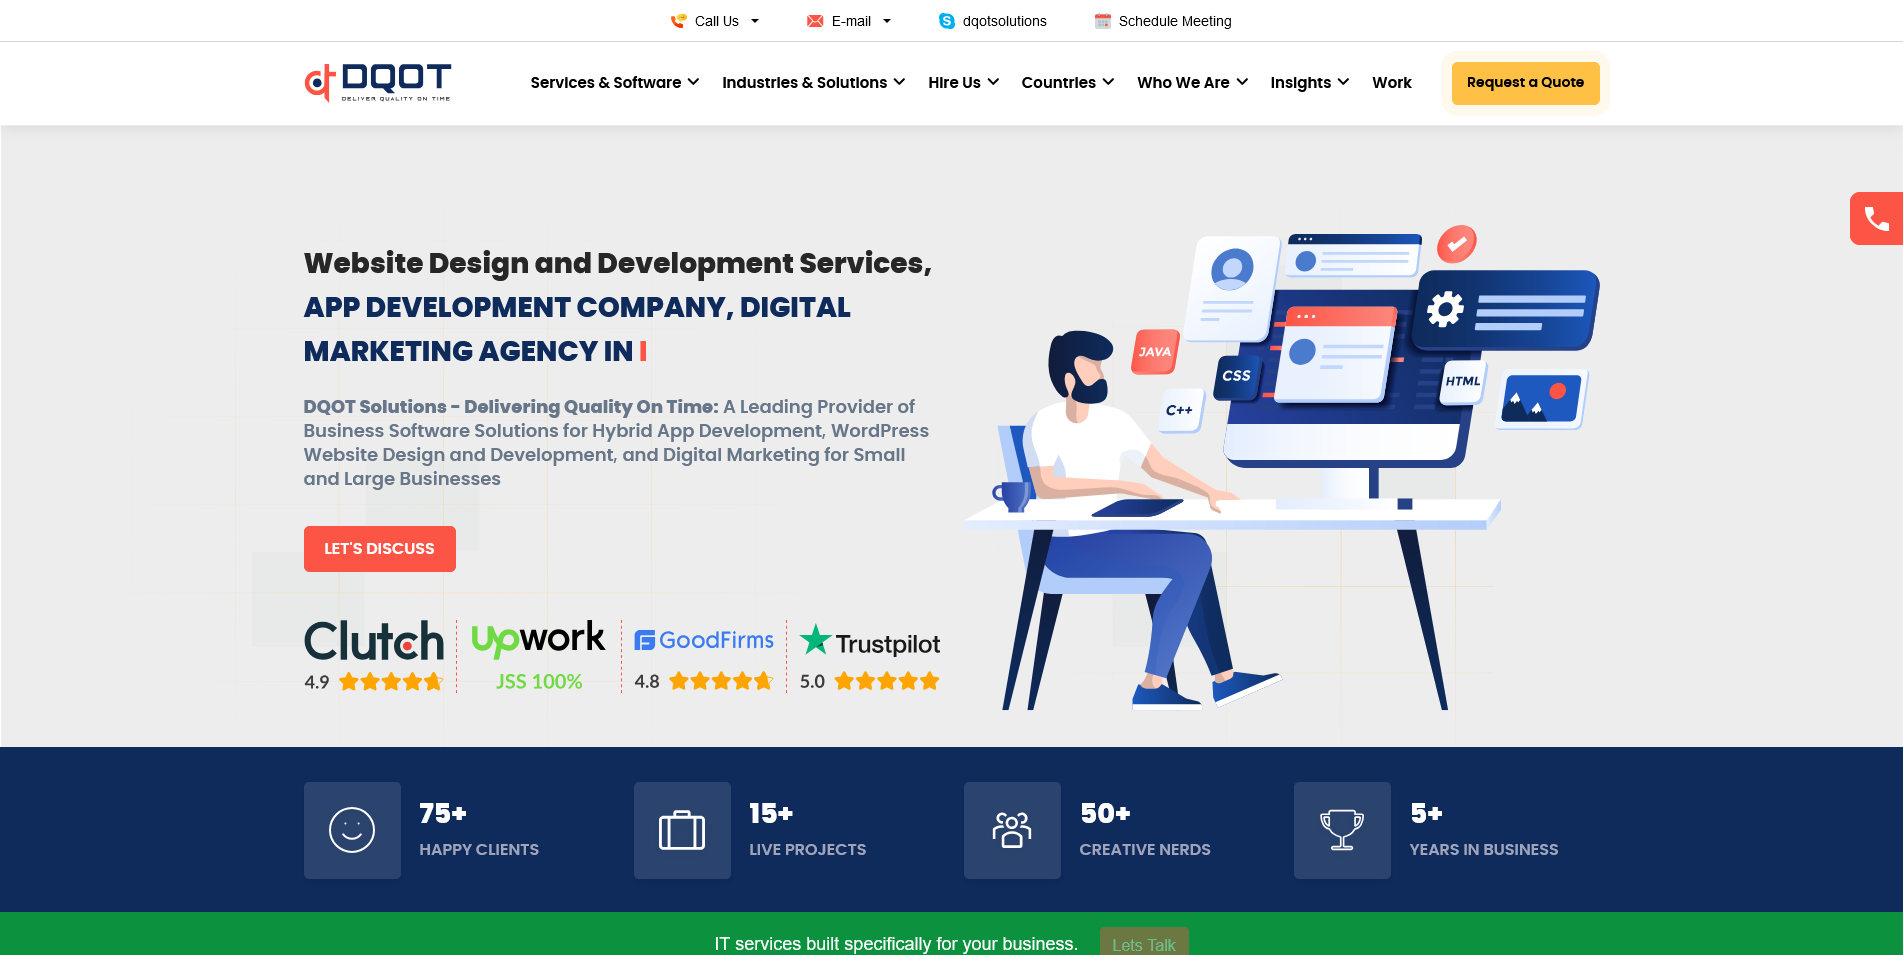 Call Us
E-mail
dqotsolutions
Schedule Meeting
DQOT
DELIVER QUALITY ON TIME
Services & Software
Industries & Solutions
Hire Us
Countries
Who We Are
Insights
Work
Request a Quote
Website Design and Development Services,
APP DEVELOPMENT COMPANY, DIGITAL
MARKETING AGENCY IN I
DQOT Solutions - Delivering Quality On Time: A Leading Provider of
Business Software Solutions for Hybrid App Development, WordPress
Website Design and Development, and Digital Marketing for Small
and Large Businesses
LET'S DISCUSS
JAVA
CSS
C++
HTML
Clutch
4.9
upwork
JSS 100%
GoodFirms
4.8
Trustpilot
5.0
75+
HAPPY CLIENTS
15+
LIVE PROJECTS
50+
CREATIVE NERDS
5+
YEARS IN BUSINESS
IT services built specifically for your business.
Lets Talk